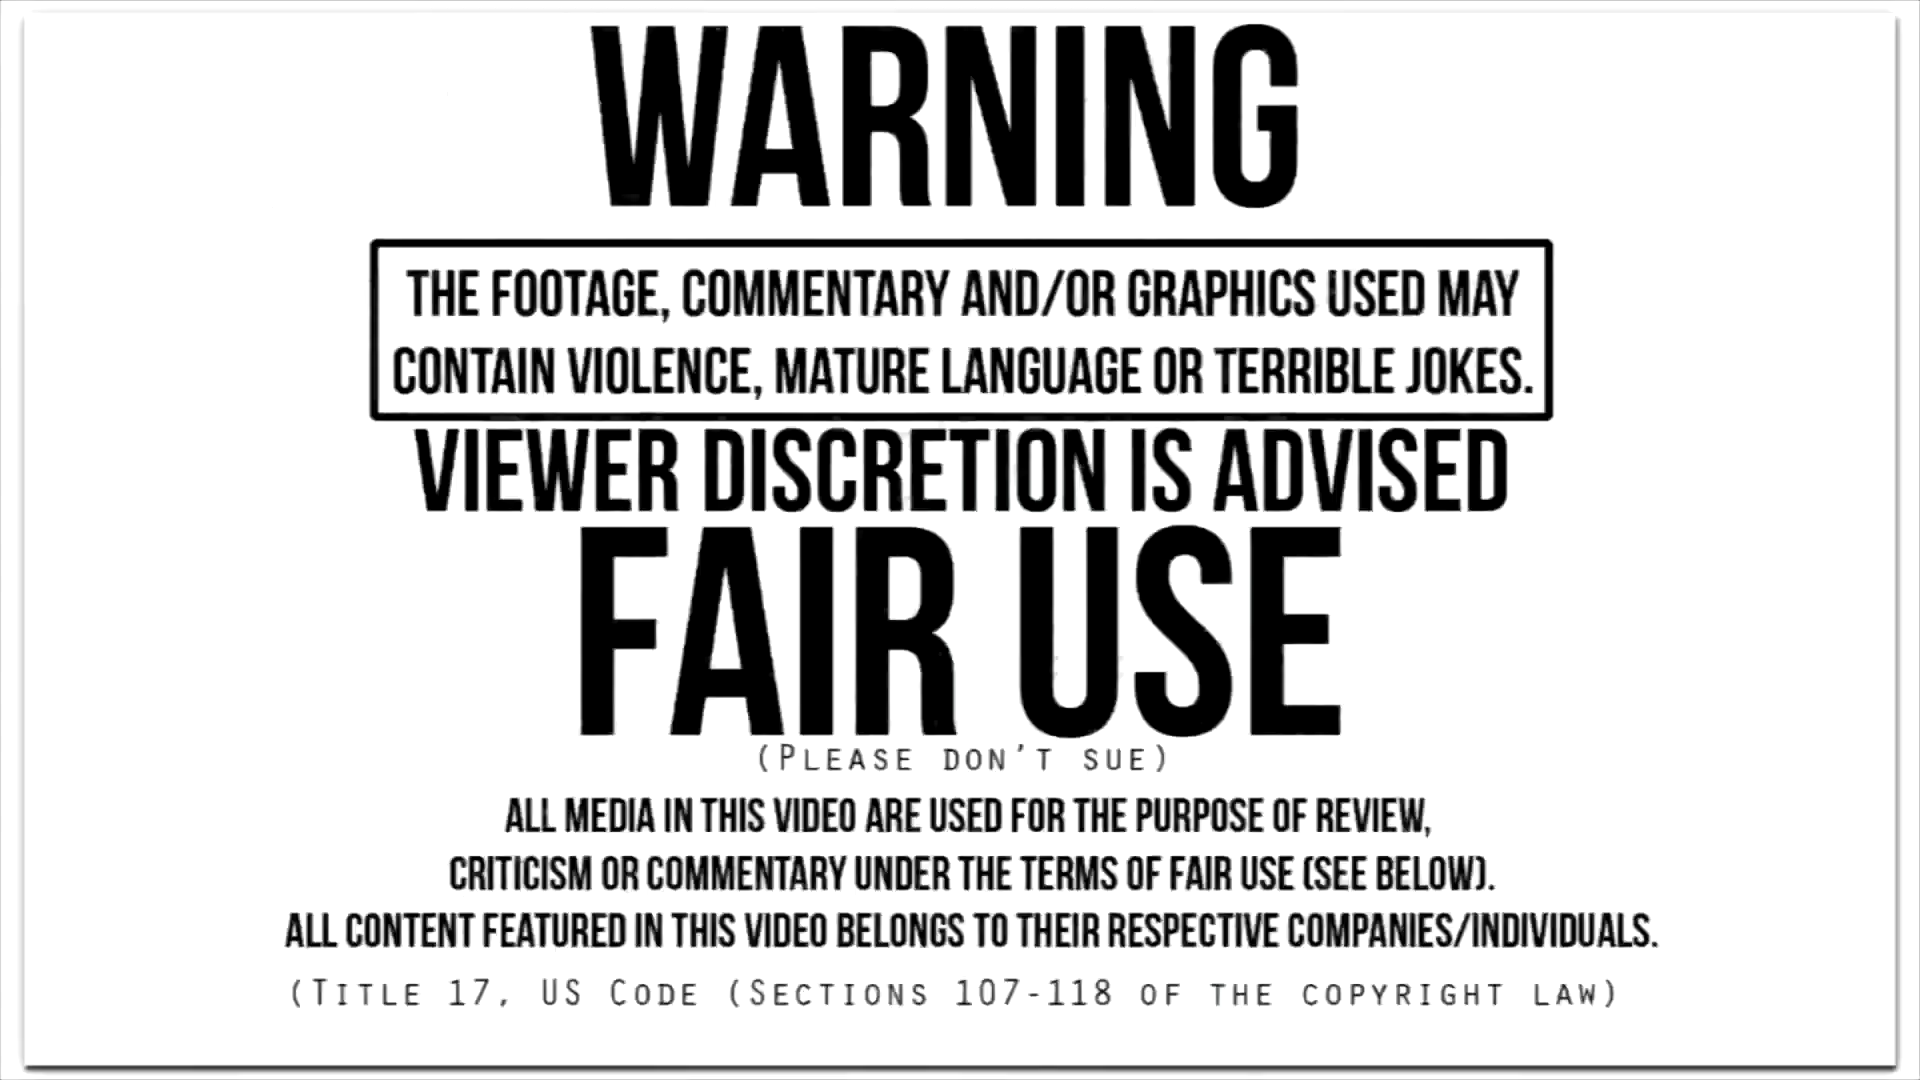 WARNING
THE FOOTAGE, COMMENTARY AND/OR GRAPHICS USED MAY
CONTAIN VIOLENCE, MATURE LANGUAGE OR TERRIBLE JOKES.
VIEWER DISCRETION IS ADVISED
FAIR USE
(PLEASE DON'T SUE)
ALL MEDIA IN THIS VIDEO ARE USED FOR THE PURPOSE OF REVIEW,
CRITICISM OR COMMENTARY UNDER THE TERMS OF FAIR USE (SEE BELOW).
ALL CONTENT FEATURED IN THIS VIDEO BELONGS TO THEIR RESPECTIVE COMPANIES/INDIVIDUALS.
(TITLE 17, US CODE (SECTIONS 107-118 OF THE COPYRIGHT LAW)